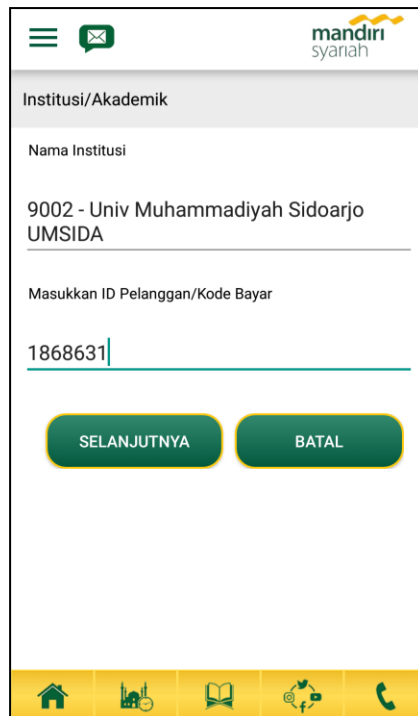 mandiri
syariah
Institusi/Akademik
Nama Institusi
9002 - Univ Muhammadiyah Sidoarjo
UMSIDA
Masukkan ID Pelanggan/Kode Bayar
1868631
SELANJUTNYA BATAL